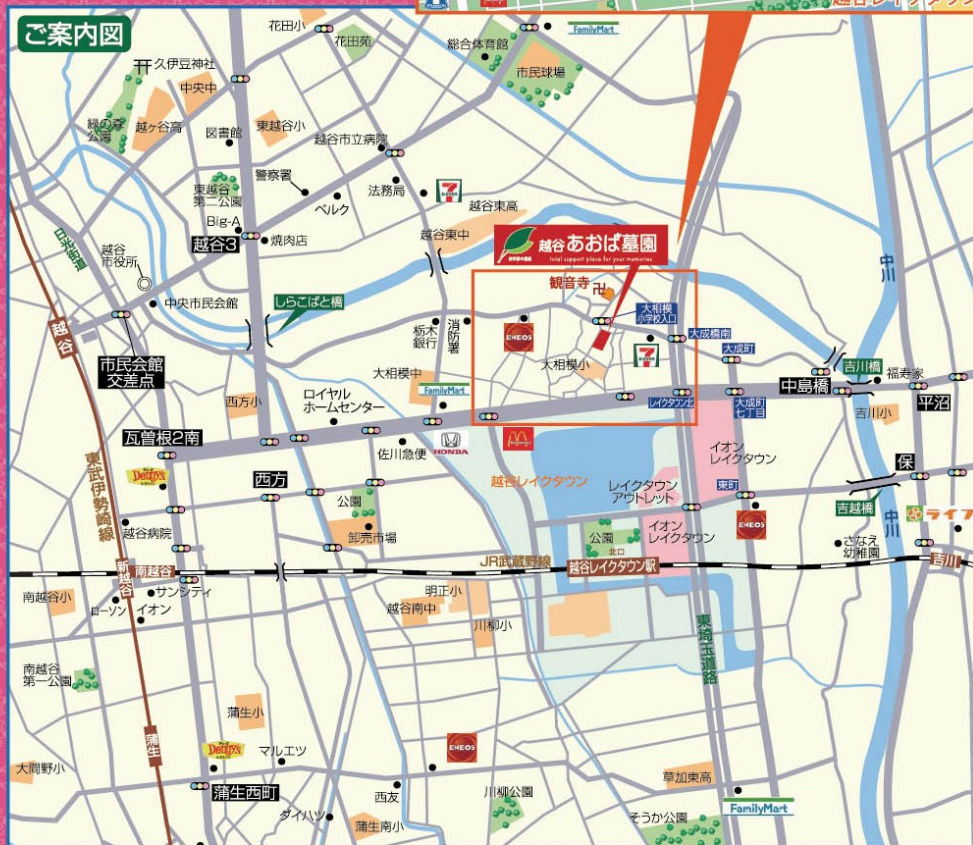 越谷レイクタウン
ご案内図
花田小
花田苑
総合体育館
FamilyMart
市民球場
久伊豆神社
中央中
緑の森
公園
越ヶ谷高
図書館
東越谷小
越谷市立病院
警察署
東越谷
第二公園
ベルク
法務局
越谷東高
Big-A
越谷3
焼肉店
越谷東中
日光街道
越谷
市役所
越谷 あおば墓園
total support place for your memories
観音寺
中川
中央市民会館
しらこばと橋
越谷
市民会館
交差点
栃木
銀行
消防署
ENEOS
大相模
小学校入口
大成橋南
大成町
吉川橋
福寿家
大相模小
大相模中
FamilyMart
中島橋
平沼
西方小
ロイヤル
ホームセンター
レイクタウン北
大成町
七丁目
吉川小
瓦曽根2南
佐川急便
HONDA
イオン
レイクタウン
東武伊勢崎線
Denny's
西方
公園
越谷レイクタウン
レイクタウン
アウトレット
東町
保
吉越橋
ライフ
越谷病院
卸売市場
公園
北口
イオン
レイクタウン
ENEOS
さなえ
幼稚園
中川
新越谷
南越谷
JR武蔵野線
越谷レイクタウン駅
吉川
南越谷小
ローソン
サンシティ
イオン
明正小
越谷南中
川柳小
東埼玉道路
南越谷
第一公園
蒲生小
蒲生
Denny's
マルエツ
ENEOS
大間野小
蒲生西町
西友
川柳公園
草加東高
FamilyMart
ダイハツ
蒲生南小
そうか公園